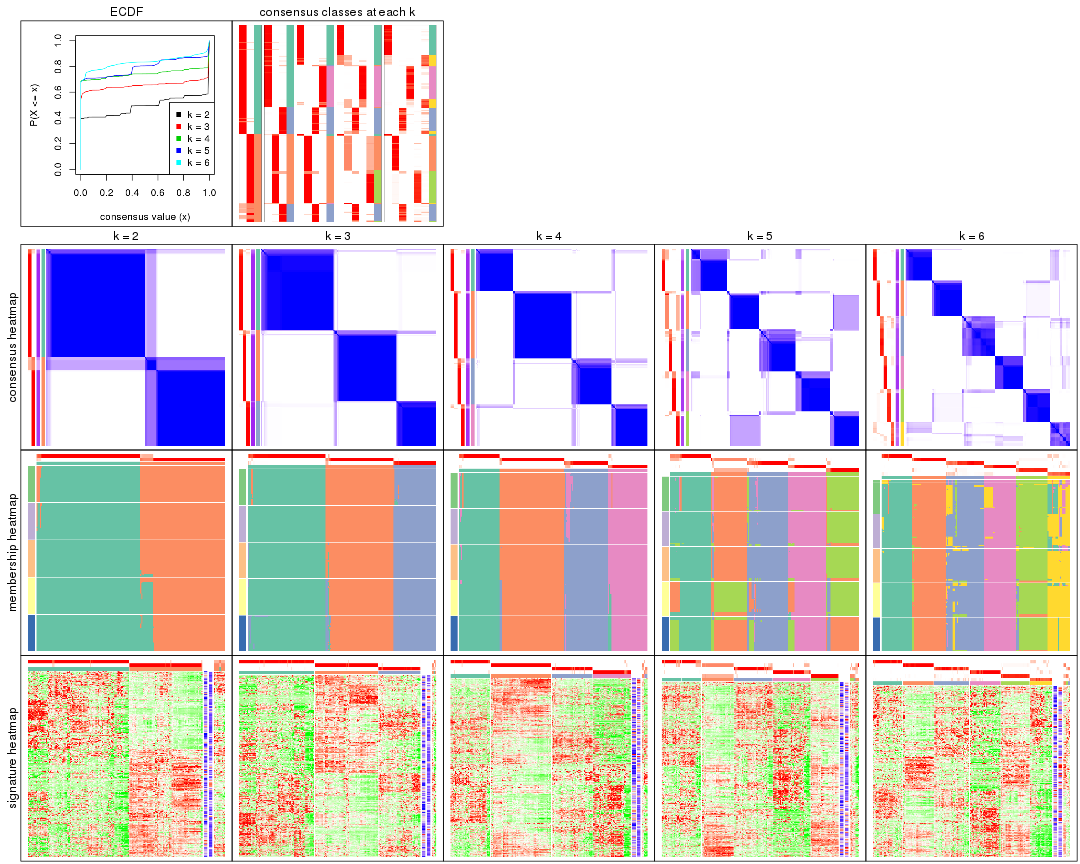 ECDF
consensus classes at each k
P(X <= x)
0.0 0.2 0.4 0.6 0.8 1.0
k = 2
k = 3
k = 4
k = 5
k = 6
0.0 0.2 0.4 0.6 0.8 1.0
consensus value (x)
k = 2
k = 3
k = 4
k = 5
k = 6
consensus heatmap
membership heatmap
signature heatmap